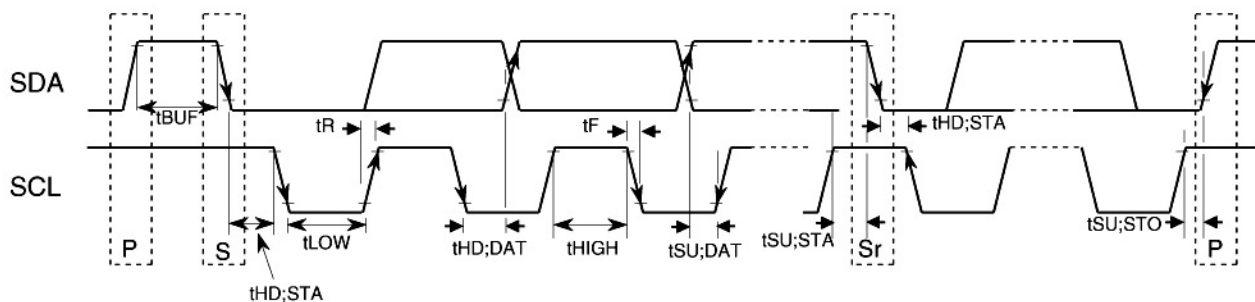 SDA
tBUF
tR
tF
tHD;STA
SCL
P
S
tLOW
tHD;DAT
tHIGH
tSU;DAT
tSU;STA
Sr
tSU;STO
P
tHD;STA